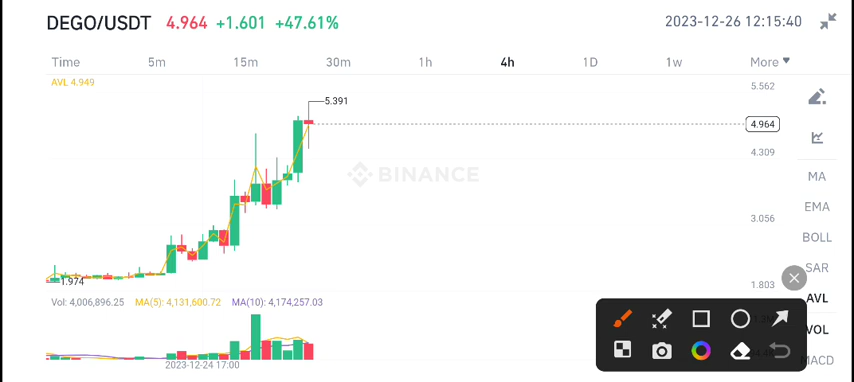 DEGO/USDT 4.964 +1.601 +47.61% 2023-12-26 12:15:40
Time 5m 15m 30m 1h 4h 1D 1w More
AVL 4.949
5.562
5.391
4.964
4.309
BINANCE
MA
EMA
3.056
BOLL
SAR
1.974
1.803
AVL
Vol: 4,006,896.25 MA(5): 4,131,600.72 MA(10): 4,174,257.03
VOL
MACD
2023-12-24 17:00